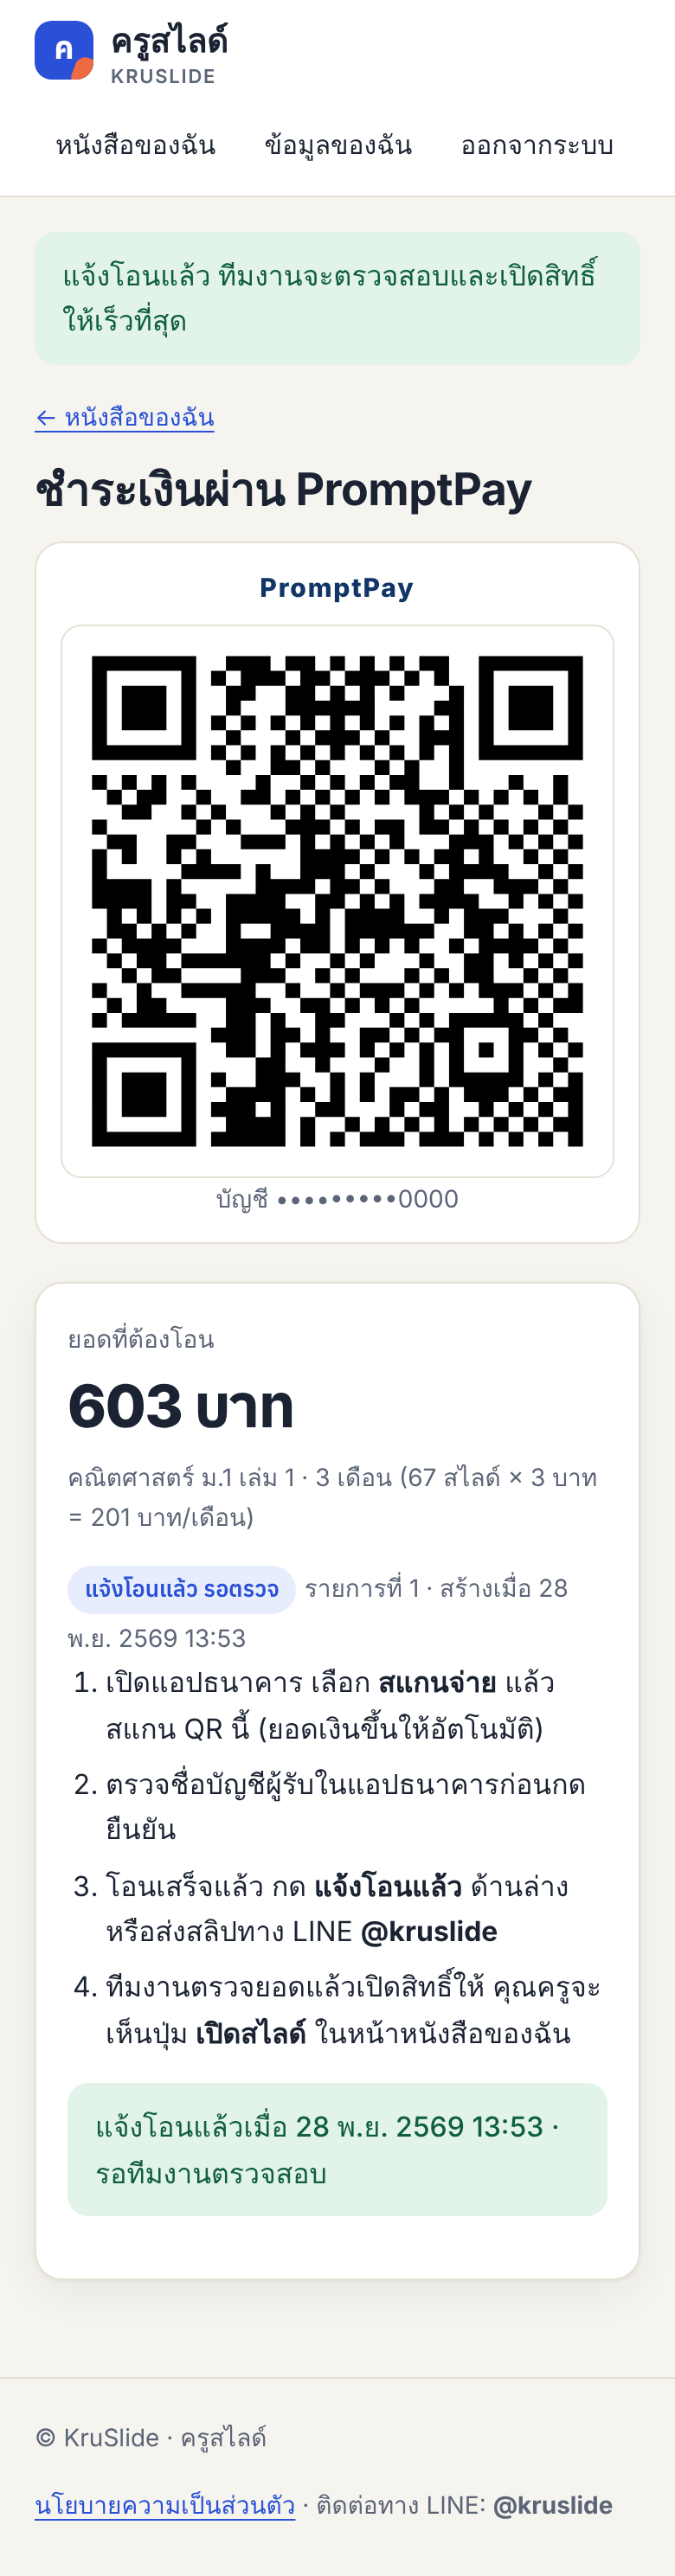 ค
ครูสไลด์
KRUSLIDE
หนังสือของฉัน ข้อมูลของฉัน ออกจากระบบ
แจ้งโอนแล้ว ทีมงานจะตรวจสอบและเปิดสิทธิ์
ให้เร็วที่สุด
← หนังสือของฉัน
ชำระเงินผ่าน PromptPay
PromptPay
บัญชี •••••••••0000
ยอดที่ต้องโอน
603 บาท
คณิตศาสตร์ ม.1 เล่ม 1 · 3 เดือน (67 สไลด์ × 3 บาท
= 201 บาท/เดือน)
แจ้งโอนแล้ว รอตรวจ รายการที่ 1 · สร้างเมื่อ 28
พ.ย. 2569 13:53
1. เปิดแอปธนาคาร เลือก สแกนจ่าย แล้ว
สแกน QR นี้ (ยอดเงินขึ้นให้อัตโนมัติ)
2. ตรวจชื่อบัญชีผู้รับในแอปธนาคารก่อนกด
ยืนยัน
3. โอนเสร็จแล้ว กด แจ้งโอนแล้ว ด้านล่าง
หรือส่งสลิปทาง LINE @kruslide
4. ทีมงานตรวจยอดแล้วเปิดสิทธิ์ให้ คุณครูจะ
เห็นปุ่ม เปิดสไลด์ ในหน้าหนังสือของฉัน
แจ้งโอนแล้วเมื่อ 28 พ.ย. 2569 13:53 ·
รอทีมงานตรวจสอบ
© KruSlide · ครูสไลด์
นโยบายความเป็นส่วนตัว · ติดต่อทาง LINE: @kruslide